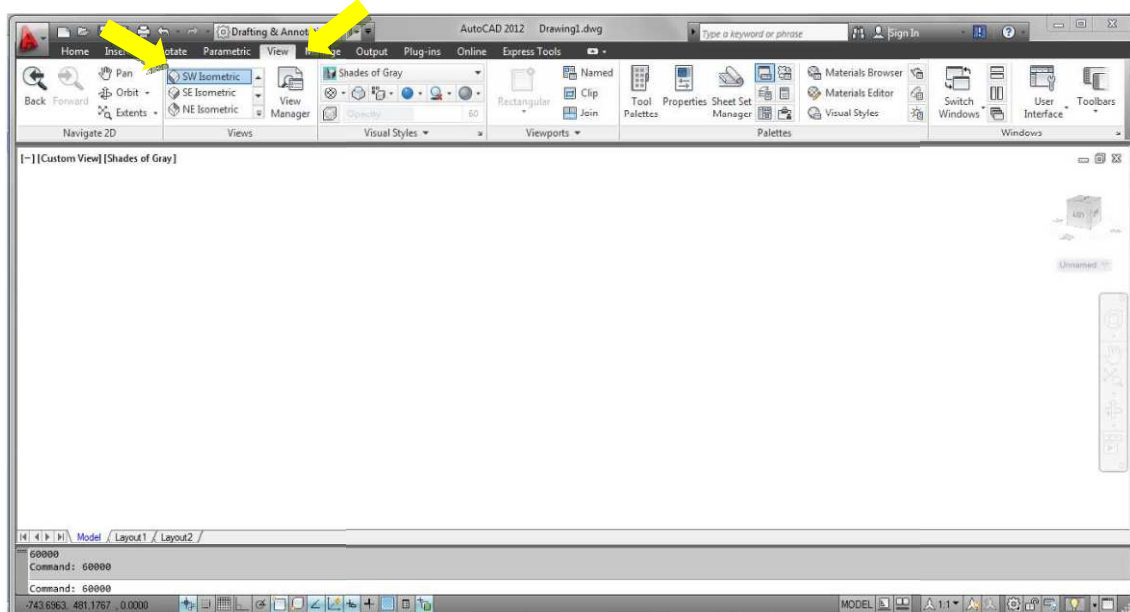 Drafting & Annot AutoCAD 2012 Drawing1.dwg Type a keyword or phrase Sign In
Home Parametric View Output Plug-ins Online Express Tools
Pan SW Isometric Shades of Gray Named Materials Browser
Orbit SE Isometric Clip Materials Editor
Extents NE Isometric Opacity 60 Join Visual Styles
Back Forward View Manager Rectangular Tool Palettes Properties Sheet Set Manager Switch Windows User Interface Toolbars
Navigate 2D Views Visual Styles Viewports Palettes Windows
[−] [Custom View] [Shades of Gray]
Unnamed
Model Layout1 Layout2
60000
Command: 60000
Command: 60000
-743.6963, 481.1767 , 0.0000 MODEL 1:1